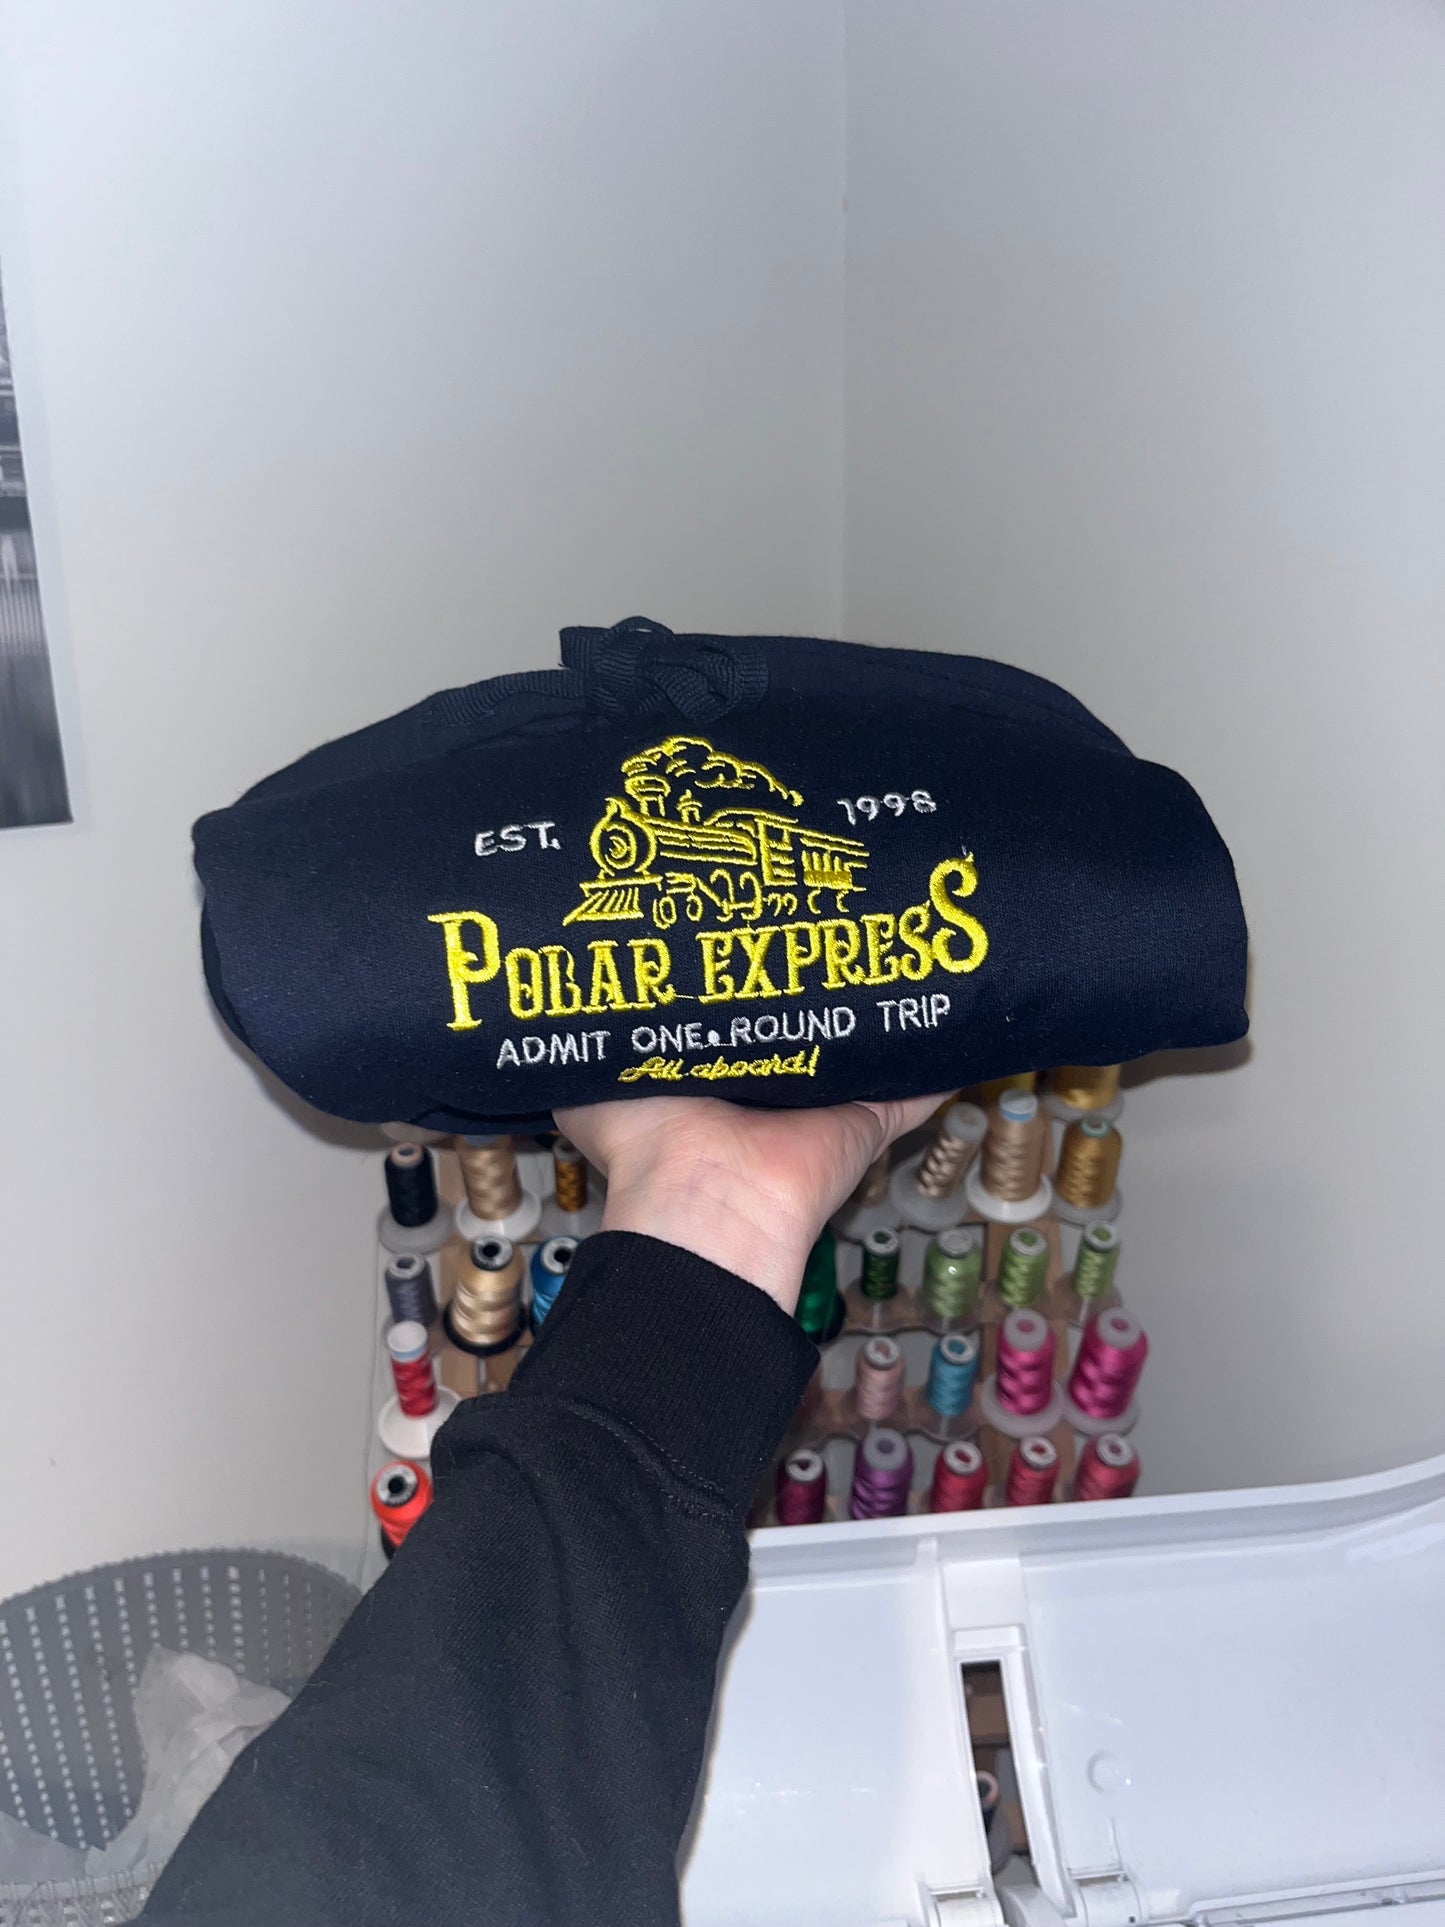 EST. 1998
POLAR EXPRESS
ADMIT ONE • ROUND TRIP
All aboard!